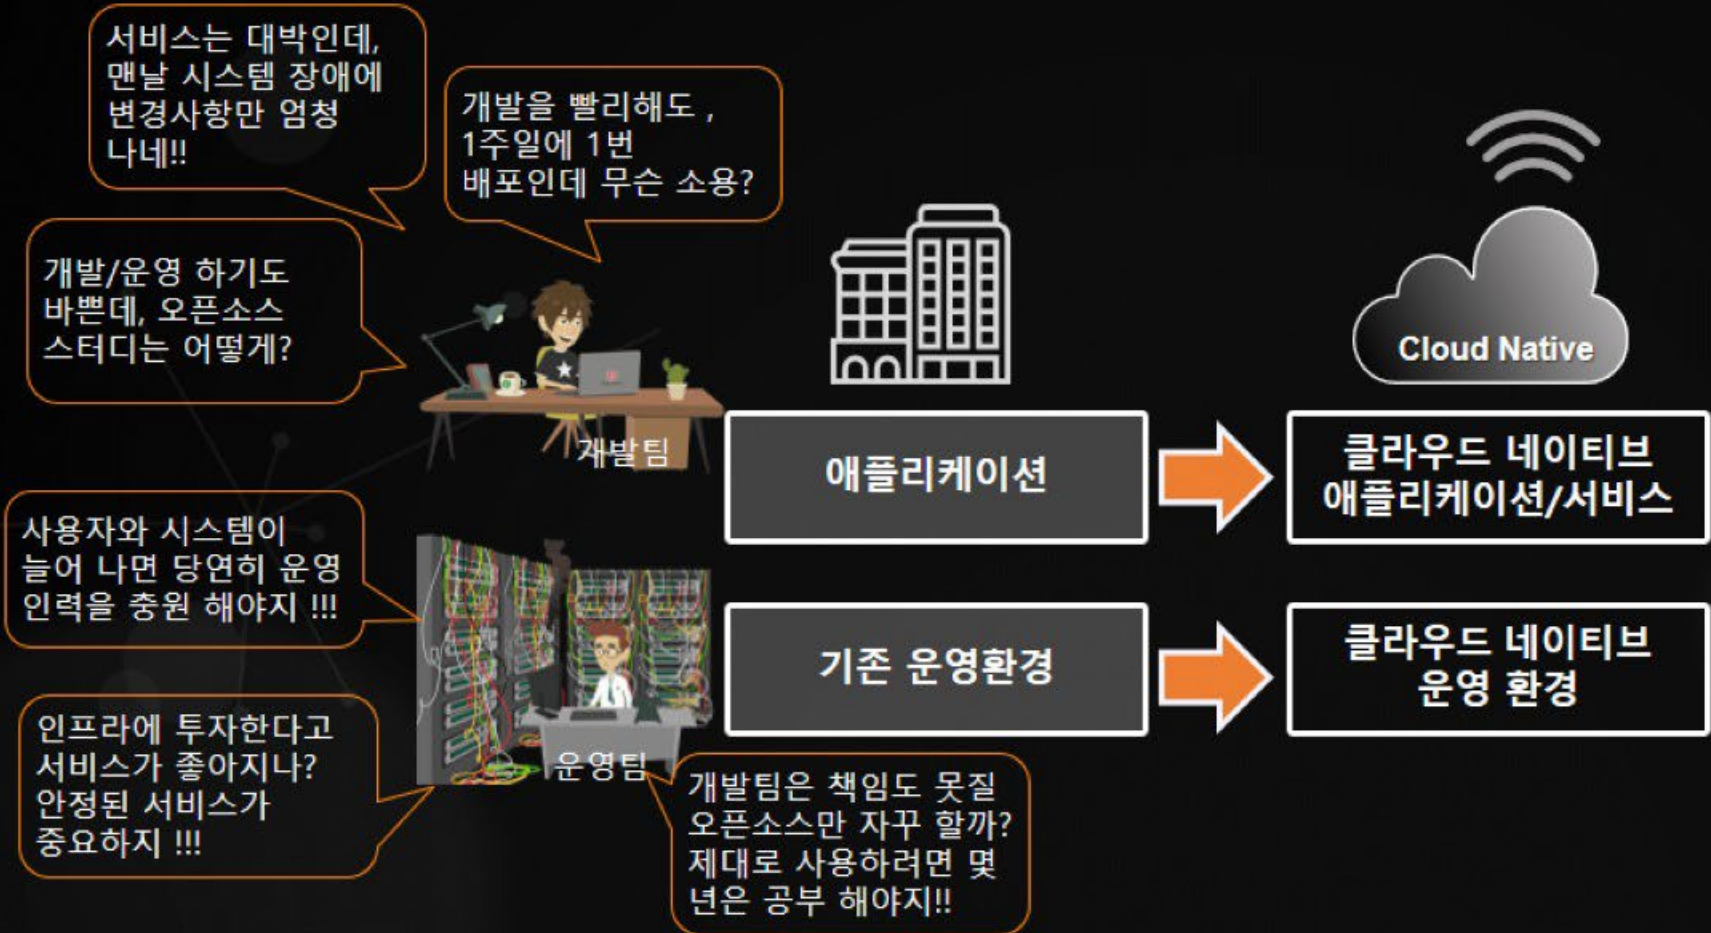 서비스는 대박인데,
맨날 시스템 장애에
변경사항만 엄청
나네!!
개발을 빨리해도 ,
1주일에 1번
배포인데 무슨 소용?
개발/운영 하기도
바쁜데, 오픈소스
스터디는 어떻게?
개발팀
Cloud Native
애플리케이션
클라우드 네이티브
애플리케이션/서비스
사용자와 시스템이
늘어 나면 당연히 운영
인력을 충원 해야지 !!!
기존 운영환경
클라우드 네이티브
운영 환경
인프라에 투자한다고
서비스가 좋아지나?
안정된 서비스가
중요하지 !!!
운영팀
개발팀은 책임도 못질
오픈소스만 자꾸 할까?
제대로 사용하려면 몇
년은 공부 해야지!!